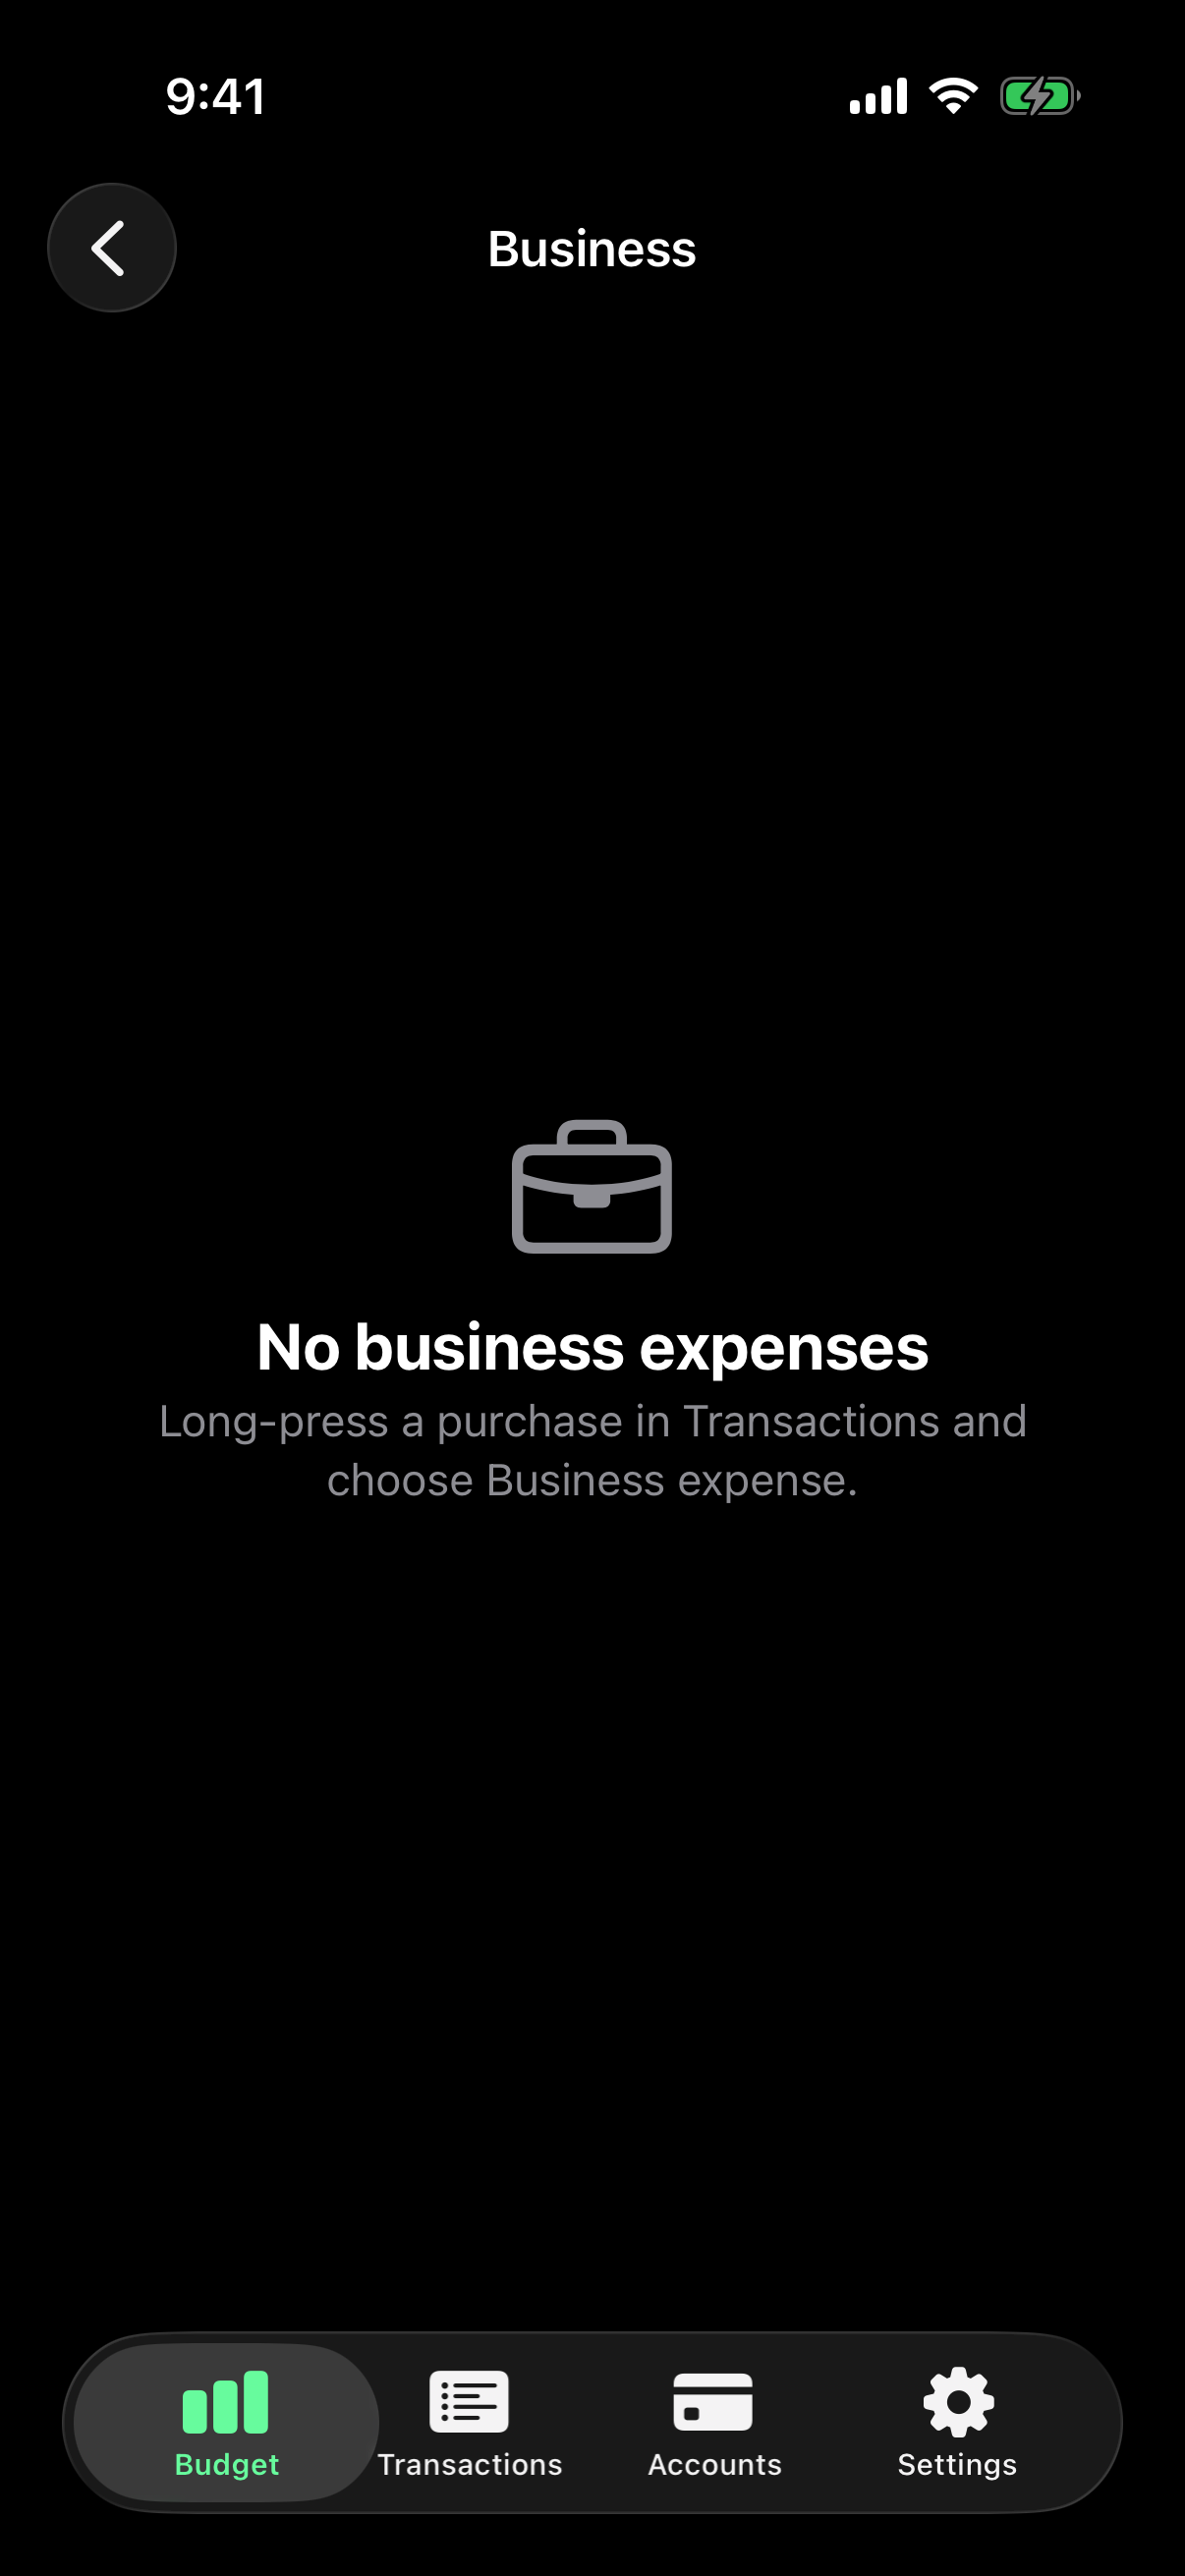 9:41
Business
No business expenses
Long-press a purchase in Transactions and
choose Business expense.
Budget
Transactions
Accounts
Settings